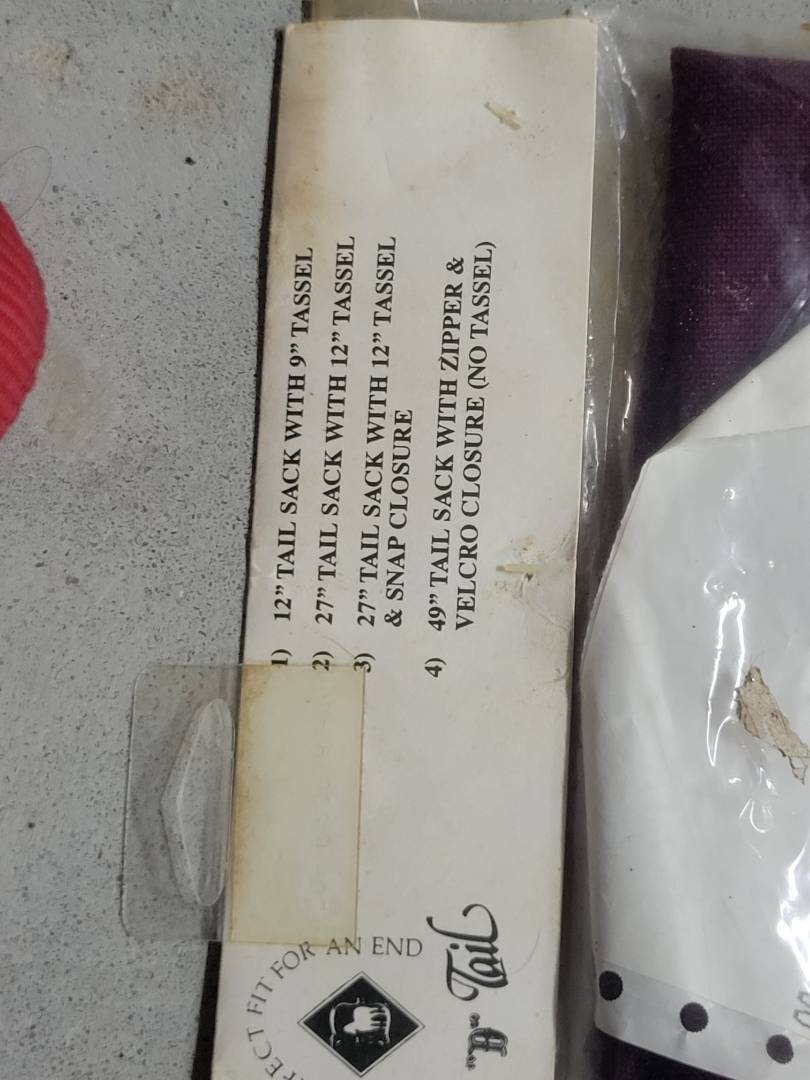 1) 12” TAIL SACK WITH 9” TASSEL
2) 27” TAIL SACK WITH 12” TASSEL
3) 27” TAIL SACK WITH 12” TASSEL
& SNAP CLOSURE
4) 49” TAIL SACK WITH ZIPPER &
VELCRO CLOSURE (NO TASSEL)
FIT FOR AN END
Tail